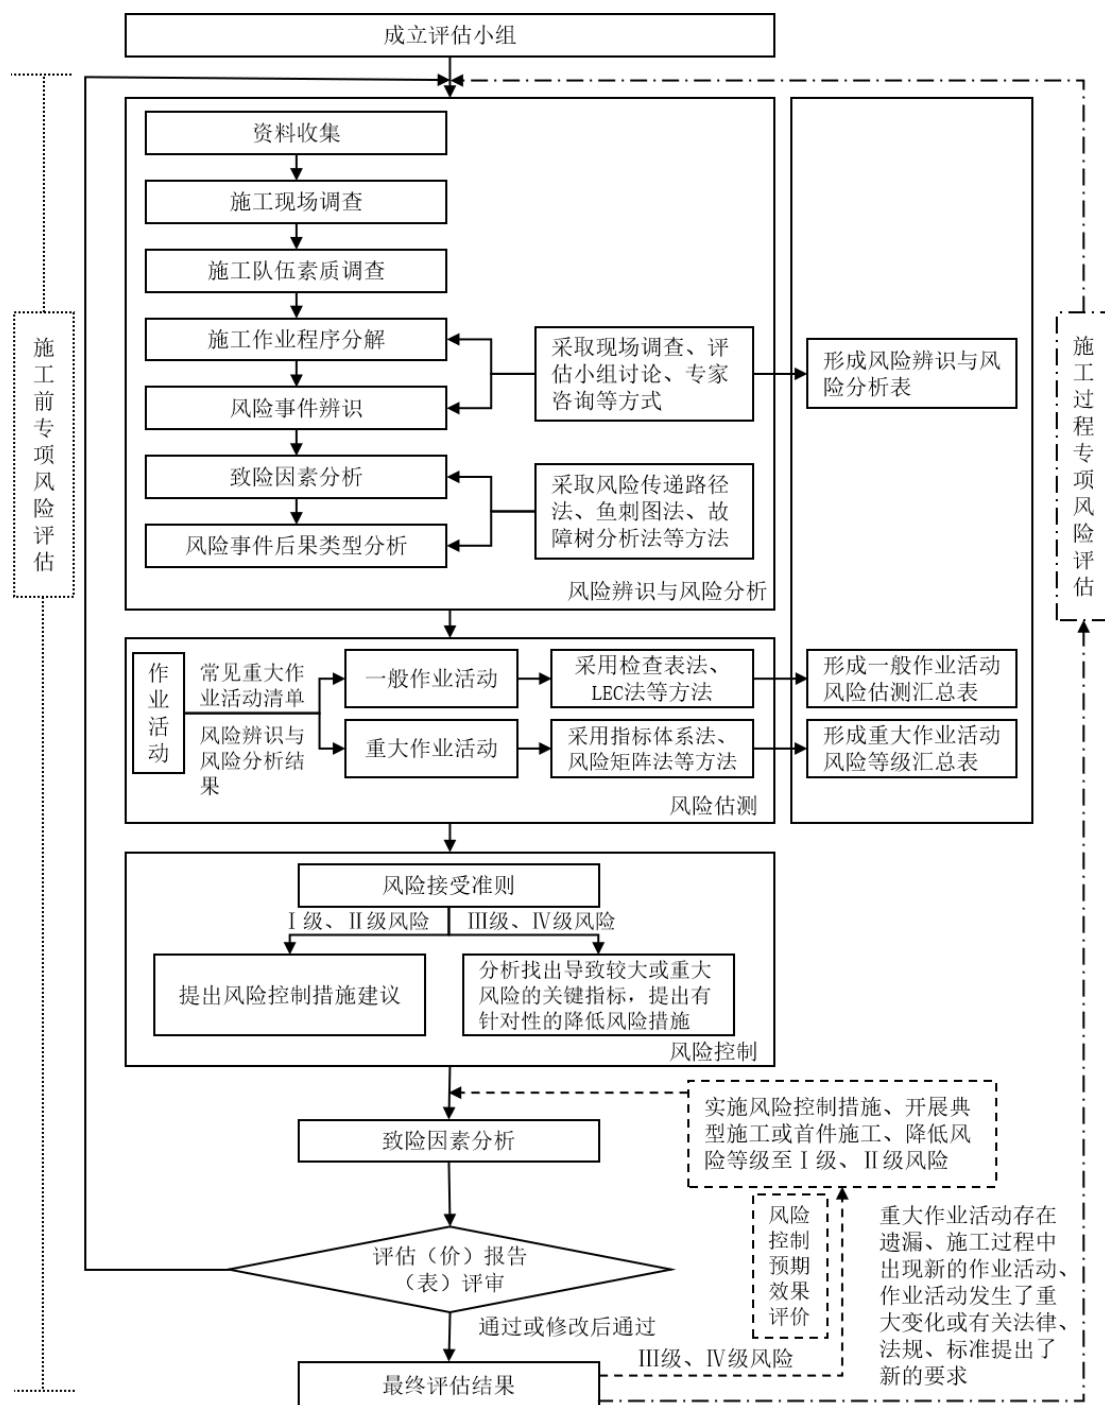 成立评估小组
资料收集
施工现场调查
施工队伍素质调查
施工作业程序分解
风险事件辨识
致险因素分析
风险事件后果类型分析
采取现场调查、评
估小组讨论、专家
咨询等方式
采取风险传递路径
法、鱼刺图法、故
障树分析法等方法
风险辨识与风险分析
形成风险辨识与风
险分析表
施工前专项风险评估
施工过程专项风险评估
作业活动
常见重大作
业活动清单
风险辨识与
风险分析结
果
一般作业活动
重大作业活动
采用检查表法、
LEC法等方法
采用指标体系法、
风险矩阵法等方法
风险估测
形成一般作业活动
风险估测汇总表
形成重大作业活动
风险等级汇总表
风险接受准则
Ⅰ级、Ⅱ级风险
Ⅲ级、Ⅳ级风险
提出风险控制措施建议
分析找出导致较大或重大
风险的关键指标，提出有
针对性的降低风险措施
风险控制
实施风险控制措施、开展典
型施工或首件施工、降低风
险等级至Ⅰ级、Ⅱ级风险
致险因素分析
评估（价）报告
（表）评审
通过或修改后通过
风险
控制
预期
效果
评价
重大作业活动存在
遗漏、施工过程中
出现新的作业活动、
作业活动发生了重
大变化或有关法律、
法规、标准提出了
新的要求
Ⅲ级、Ⅳ级风险
最终评估结果